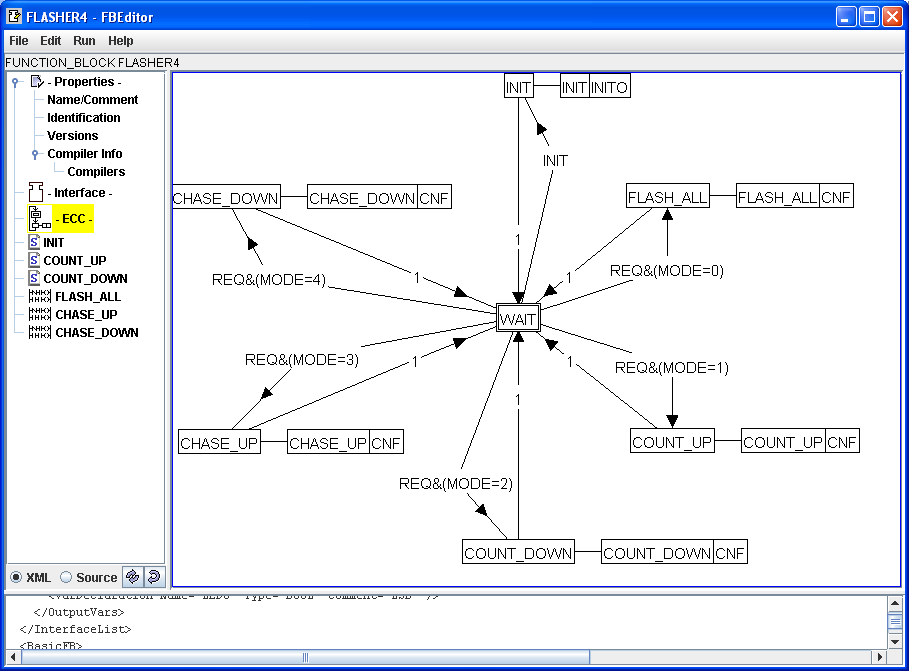 FLASHER4 - FBEditor
File Edit Run Help
FUNCTION_BLOCK FLASHER4
- Properties -
Name/Comment
Identification
Versions
Compiler Info
Compilers
- Interface -
- ECC -
INIT
COUNT_UP
COUNT_DOWN
FLASH_ALL
CHASE_UP
CHASE_DOWN
XML Source
INIT INIT INITO
INIT
CHASE_DOWN CHASE_DOWN CNF
FLASH_ALL FLASH_ALL CNF
1
REQ&(MODE=4) 1 1 REQ&(MODE=0)
WAIT
REQ&(MODE=3) 1 1 REQ&(MODE=1)
1
CHASE_UP CHASE_UP CNF
COUNT_UP COUNT_UP CNF
REQ&(MODE=2)
COUNT_DOWN COUNT_DOWN CNF
</OutputVars>
</InterfaceList>
<BasicFB>